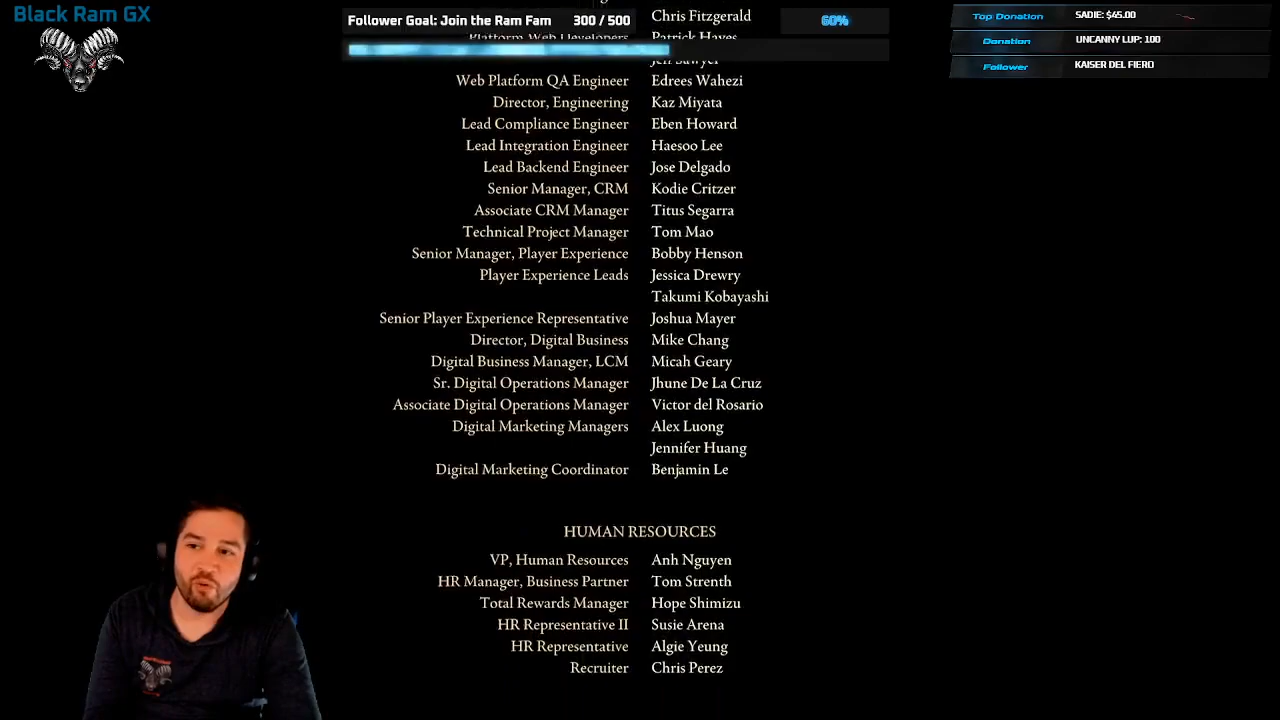 Black Ram GX
Follower Goal: Join the Ram Fam 300 / 500
60%
Top Donation SADIE: $45.00
Donation UNCANNY LUP: 100
Follower KAISER DEL FIERO
Chris Fitzgerald
Platform Web Developers Patrick Hayes
Jen Sawyer
Web Platform QA Engineer Edrees Wahezi
Director, Engineering Kaz Miyata
Lead Compliance Engineer Eben Howard
Lead Integration Engineer Haesoo Lee
Lead Backend Engineer Jose Delgado
Senior Manager, CRM Kodie Critzer
Associate CRM Manager Titus Segarra
Technical Project Manager Tom Mao
Senior Manager, Player Experience Bobby Henson
Player Experience Leads Jessica Drewry
Takumi Kobayashi
Senior Player Experience Representative Joshua Mayer
Director, Digital Business Mike Chang
Digital Business Manager, LCM Micah Geary
Sr. Digital Operations Manager Jhune De La Cruz
Associate Digital Operations Manager Victor del Rosario
Digital Marketing Managers Alex Luong
Jennifer Huang
Digital Marketing Coordinator Benjamin Le
HUMAN RESOURCES
VP, Human Resources Anh Nguyen
HR Manager, Business Partner Tom Strenth
Total Rewards Manager Hope Shimizu
HR Representative II Susie Arena
HR Representative Algie Yeung
Recruiter Chris Perez